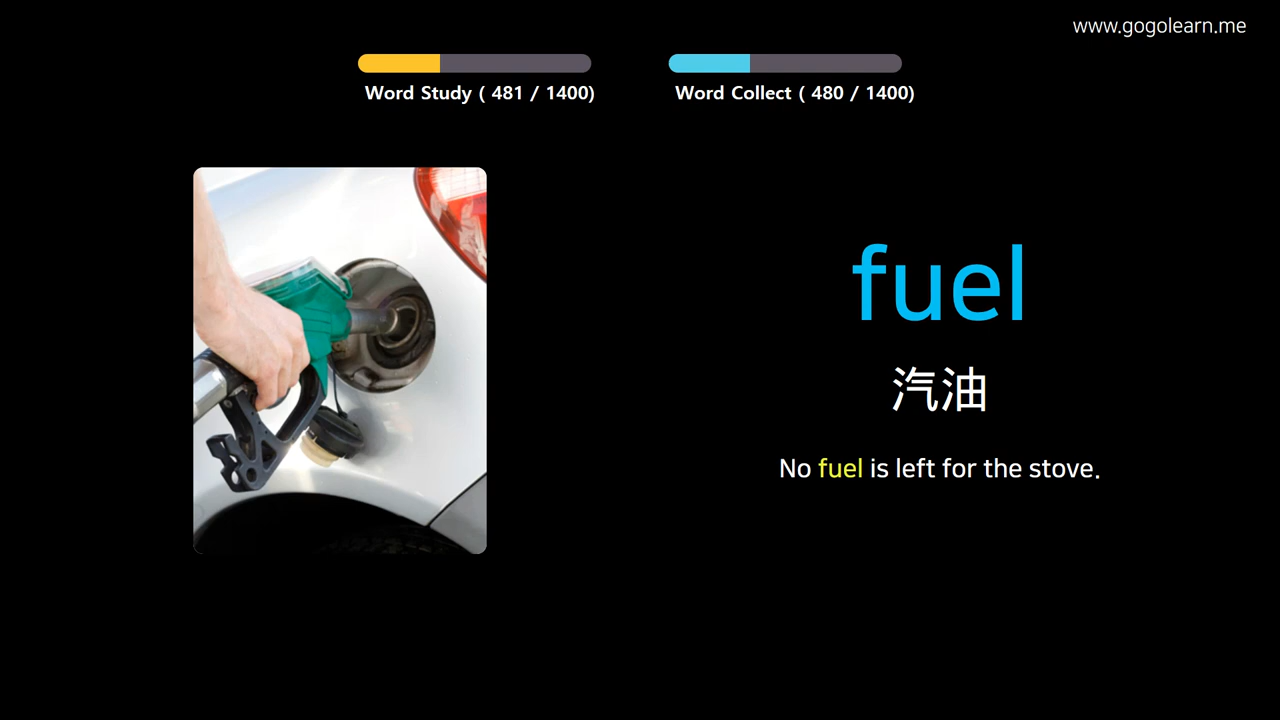 www.gogolearn.me
Word Study ( 481 / 1400)
Word Collect ( 480 / 1400)
fuel
汽油
No fuel is left for the stove.